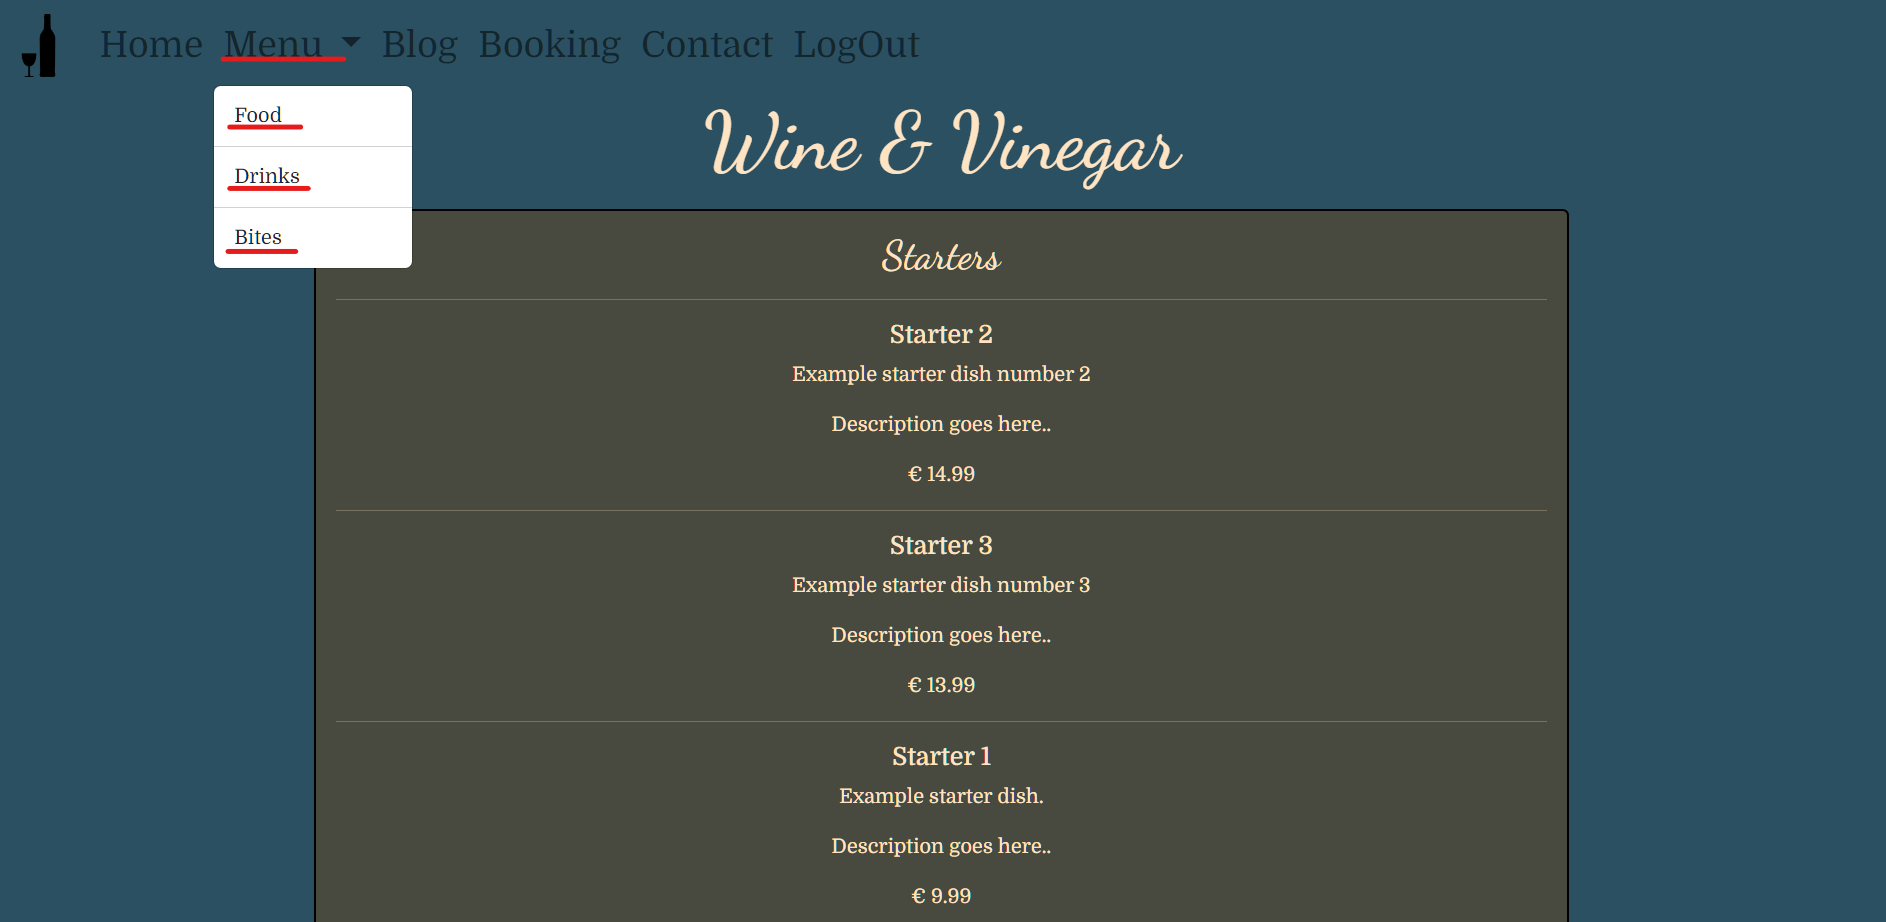 Home Menu Blog Booking Contact LogOut
Food
Drinks
Bites
Wine & Vinegar
Starters
Starter 2
Example starter dish number 2
Description goes here..
€ 14.99
Starter 3
Example starter dish number 3
Description goes here..
€ 13.99
Starter 1
Example starter dish.
Description goes here..
€ 9.99